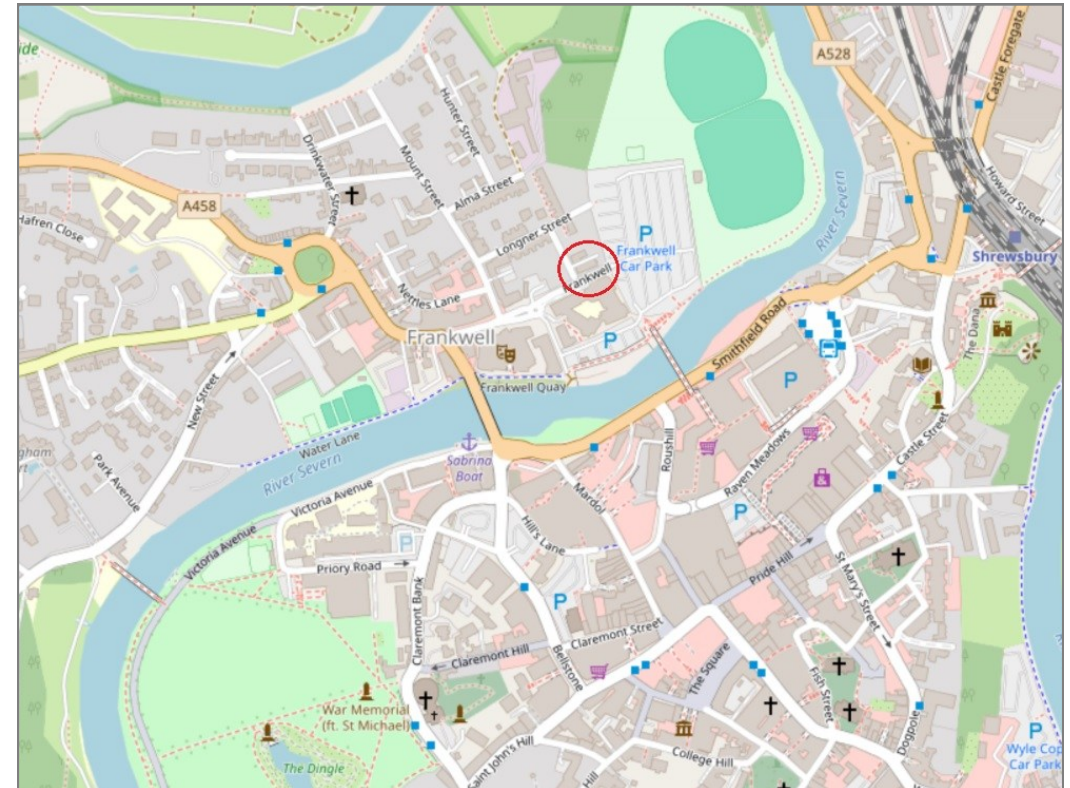 ide
A528
Castle Foregate
Hunter Street
Drinkwater Street
Mount Street
Alma Street
A458
Hafren Close
Longner Street
River Severn
Howard Street
P
Frankwell
Car Park
Frankwell
Shrewsbury
Nettles Lane
Frankwell
Smithfield Road
The Dana
P
P
Frankwell Quay
New Street
Water Lane
River Severn
Sabrina
Boat
Roushill
Raven Meadows
Castle Street
gham
rt
Park Avenue
Victoria Avenue
Mardol
P
Hill's Lane
Victoria Avenue
P
Priory Road
Pride Hill
St Mary's Street
P
Claremont Bank
Claremont Street
Claremont Hill
Bellstone
The Square
Fish Street
War Memorial
(ft. St Michael)
Dogpole
P
Wyle Cop
Car Park
Saint John's Hill
College Hill
Hill
The Dingle